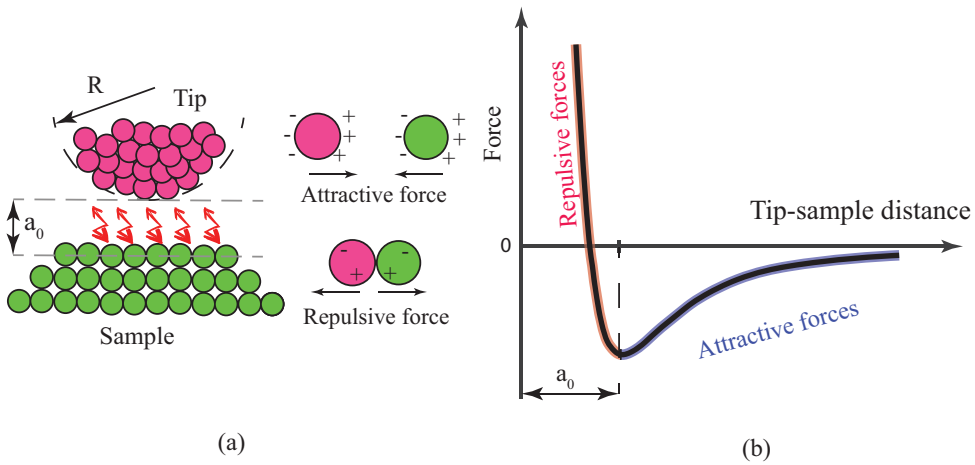 R
Tip
a₀
Sample
- + - + +
- + - + +
Attractive force
- + + -
Repulsive force
(a)
Force
Repulsive forces
Tip-sample distance
0
Attractive forces
a₀
(b)